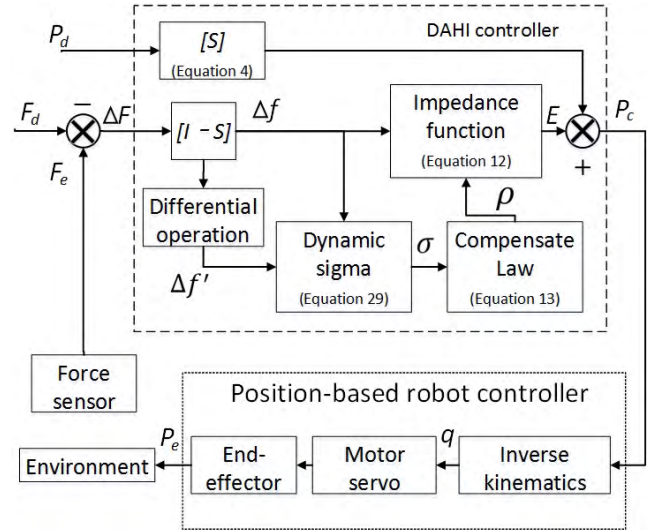 P_d
[S]
(Equation 4)
DAHI controller
F_d
−
ΔF
F_e
[I − S]
Δf
Impedance
function
(Equation 12)
E
+
P_c
Differential
operation
Δf'
Dynamic
sigma
(Equation 29)
σ
ρ
Compensate
Law
(Equation 13)
Force
sensor
Position-based robot controller
Environment
P_e
End-
effector
Motor
servo
q
Inverse
kinematics